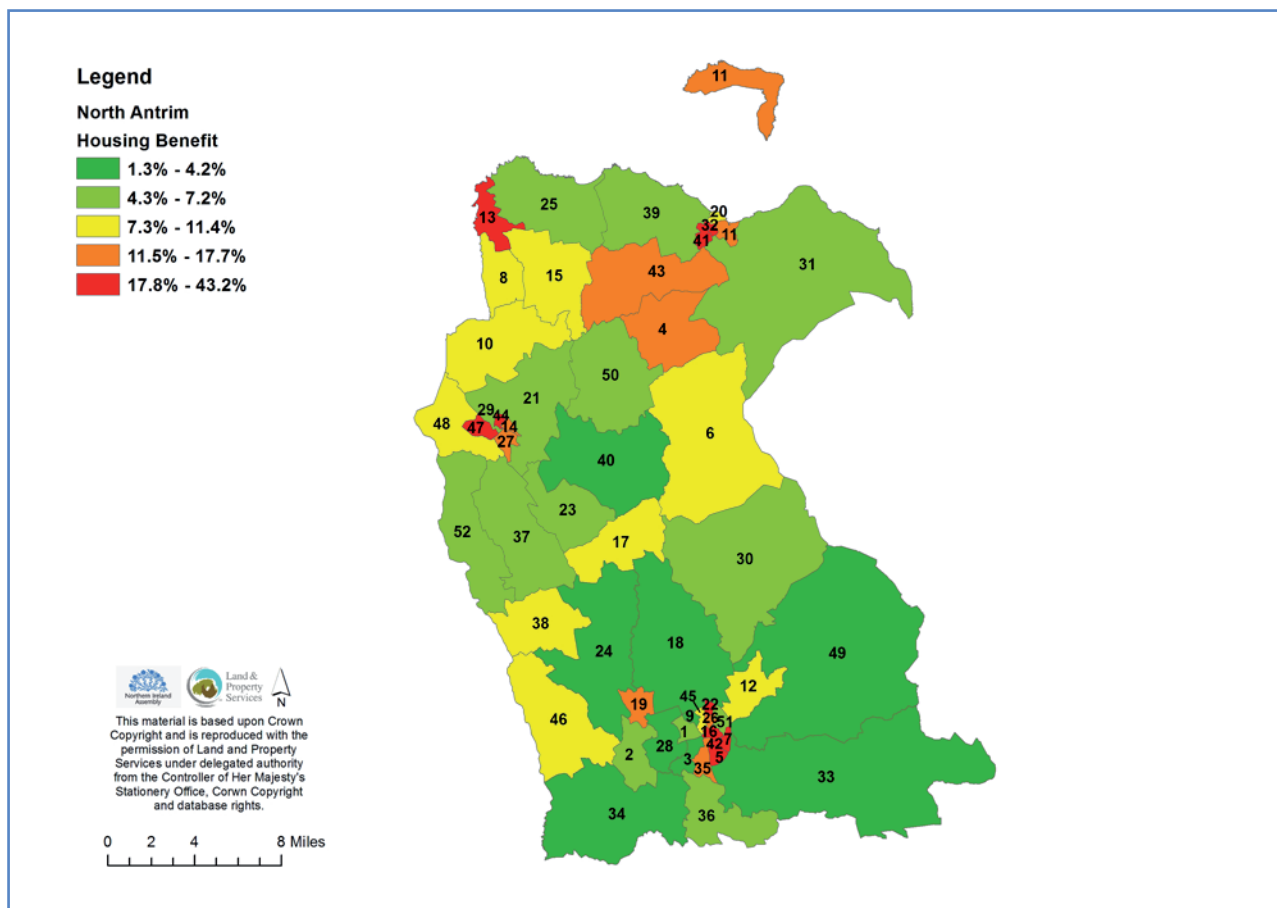 Legend
North Antrim
Housing Benefit
1.3% - 4.2%
4.3% - 7.2%
7.3% - 11.4%
11.5% - 17.7%
17.8% - 43.2%
11
25
39
20
13
32
11
41
31
8
15
43
4
10
50
21
29
44
48
47
14
27
6
40
23
52
37
17
30
38
24
18
49
12
19
45
22
46
9
26
51
1
16
7
2
28
42
3
5
35
33
34
36
Northern Ireland
Assembly
Land &
Property
Services
N
This material is based upon Crown
Copyright and is reproduced with the
permission of Land and Property
Services under delegated authority
from the Controller of Her Majesty's
Stationery Office, Corwn Copyright
and database rights.
0 2 4 8 Miles